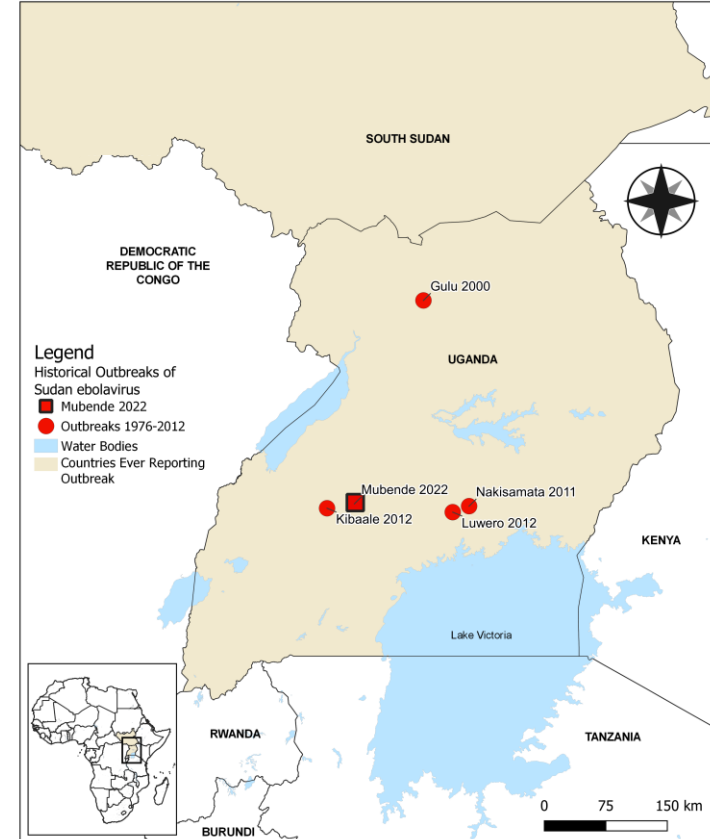 SOUTH SUDAN
DEMOCRATIC
REPUBLIC OF THE
CONGO
Gulu 2000
Legend
Historical Outbreaks of
Sudan ebolavirus
Mubende 2022
Outbreaks 1976-2012
Water Bodies
Countries Ever Reporting
Outbreak
UGANDA
Mubende 2022
Nakisamata 2011
Kibaale 2012
Luwero 2012
KENYA
Lake Victoria
RWANDA
TANZANIA
BURUNDI
0 75 150 km